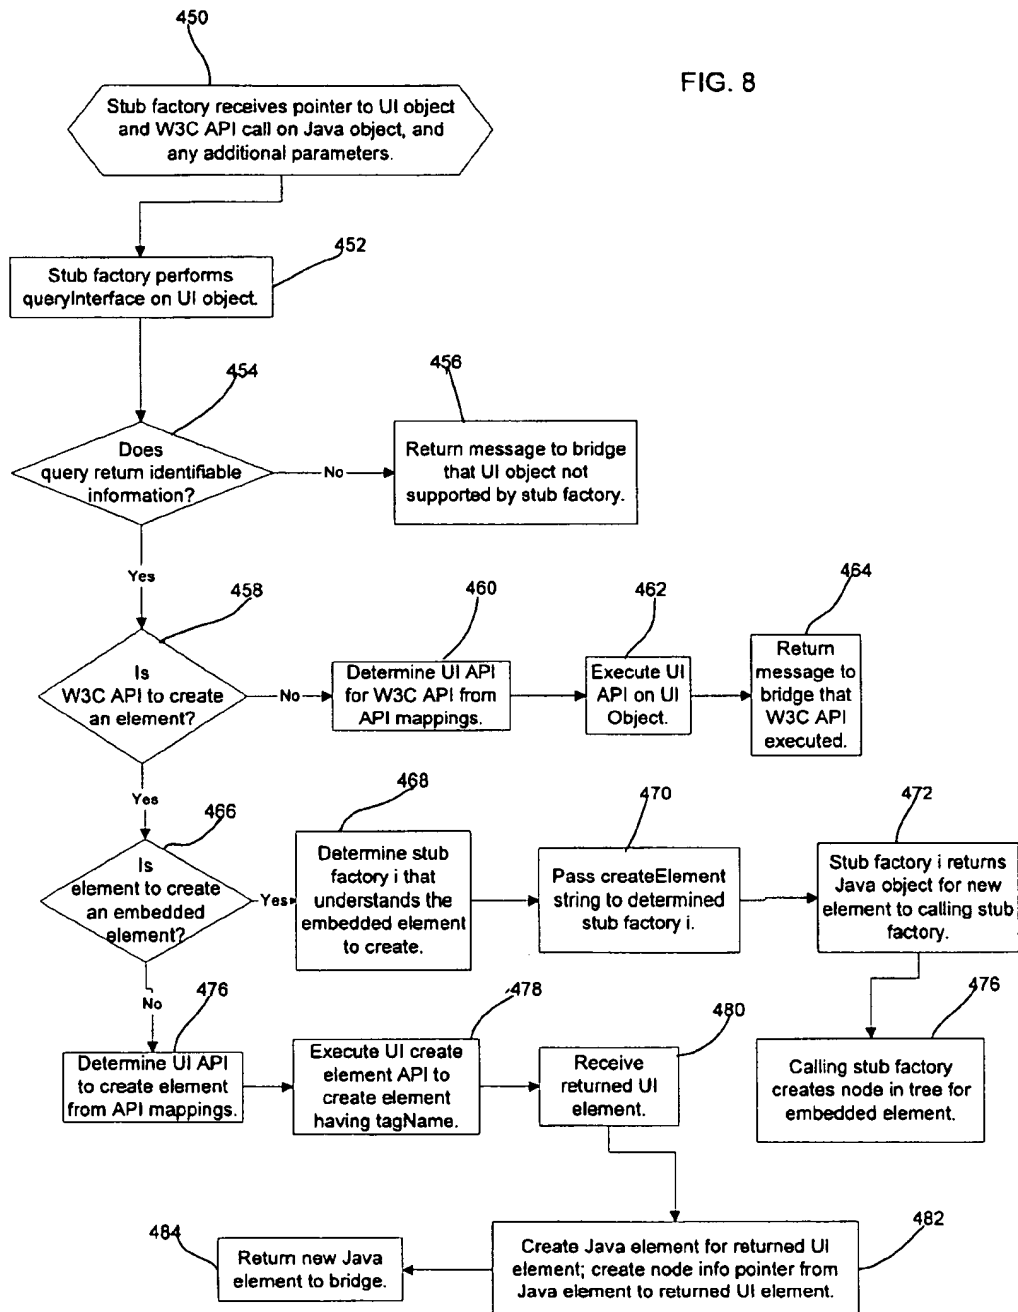 450
FIG. 8
Stub factory receives pointer to UI object
and W3C API call on Java object, and
any additional parameters.
452
Stub factory performs
queryInterface on UI object.
454
Does
query return identifiable
information?
No
456
Return message to bridge
that UI object not
supported by stub factory.
Yes
458
Is
W3C API to create
an element?
No
460
Determine UI API
for W3C API from
API mappings.
462
Execute UI
API on UI
Object.
464
Return
message to
bridge that
W3C API
executed.
Yes
466
Is
element to create
an embedded
element?
Yes
468
Determine stub
factory i that
understands the
embedded element
to create.
470
Pass createElement
string to determined
stub factory i.
472
Stub factory i returns
Java object for new
element to calling stub
factory.
476
Calling stub factory
creates node in tree for
embedded element.
No
476
Determine UI API
to create element
from API mappings.
478
Execute UI create
element API to
create element
having tagName.
480
Receive
returned UI
element.
482
Create Java element for returned UI
element; create node info pointer from
Java element to returned UI element.
484
Return new Java
element to bridge.